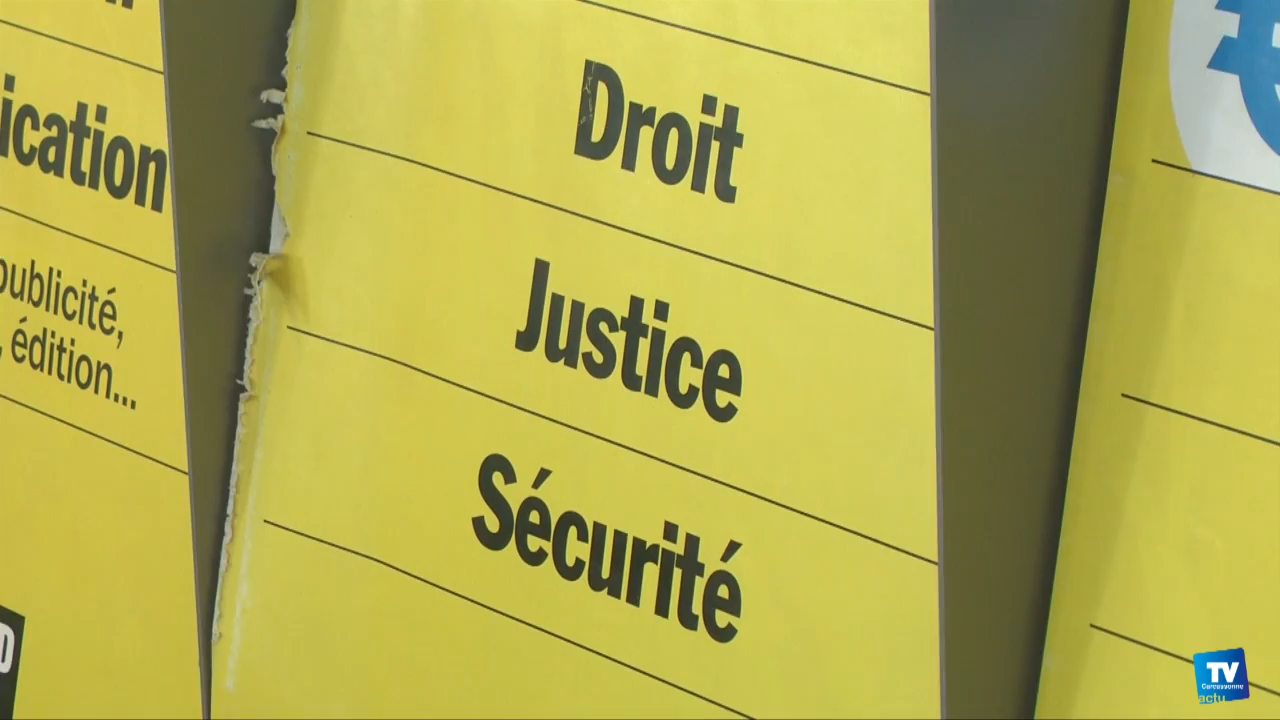 ication
publicité,
, édition...
Droit
Justice
Sécurité
TV
Carcassonne
actu